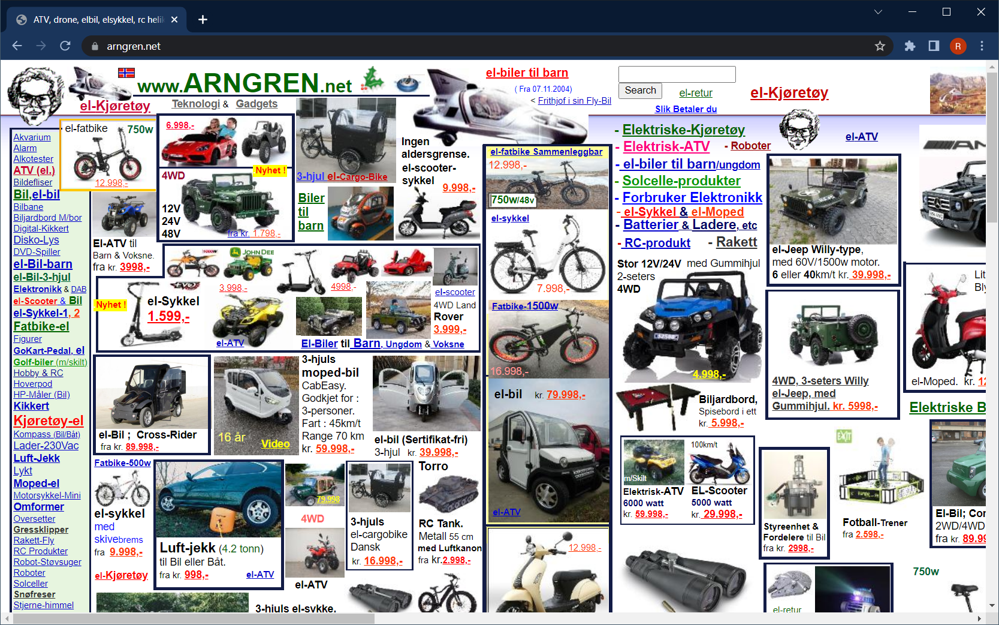 ATV, drone, elbil, elsykkel, rc helik
arngren.net
R
www.ARNGREN.net
el-Kjøretøy
Teknologi & Gadgets
el-biler til barn
( Fra 07.11.2004)
< Frithjof i sin Fly-Bil
Search
el-retur
Slik Betaler du
el-Kjøretøy
Akvarium
Alarm
Alkotester
ATV (el.)
Bildefliser
Bil,el-bil
Bilbane
Biljardbord M/bor
Digital-Kikkert
Disko-Lys
DVD-Spiller
el-Bil-barn
el-Bil-3-hjul
Elektronikk & DAB
el-Scooter & Bil
el-Sykkel-1, 2
Fatbike-el
Figurer
GoKart-Pedal, el
Golf-biler (m/skilt)
Hobby & RC
Hoverpod
HP-Måler (Bil)
Kikkert
Kjøretøy-el
Kompass (Bil/Båt)
Lader-230Vac
Luft-Jekk
Lykt
Moped-el
Motorsykkel-Mini
Omformer
Oversetter
Gressklipper
Rakett-Fly
RC Produkter
Robot-Støvsuger
Roboter
Solceller
Snøfreser
Stjerne-himmel
el-fatbike 750w
12.998,-
6.998,-
4WD
Nyhet !
12V
24V
48V
fra kr. 1.798,-
3-hjul el-Cargo-Bike
Biler
til
barn
Ingen
aldersgrense.
el-scooter-
sykkel
9.998,-
El-ATV til
Barn & Voksne.
fra kr. 3998,-
1000W
JOHN DEE
EVO
3.998,-
4998,-
el-scooter
Nyhet !
el-Sykkel
1.599,-
el-ATV
4WD Land
Rover
3.999,-
El-Biler til Barn, Ungdom & Voksne
el-fatbike Sammenleggbar
12.998,-
750w/48v
el-sykkel
7.998,-
Fatbike-1500w
16.998,-
el-bil kr. 79.998,-
el-ATV
12.998,-
- Elektriske-Kjøretøy
- Elektrisk-ATV - Roboter
- el-biler til barn/ungdom
- Solcelle-produkter
- Forbruker Elektronikk
- el-Sykkel & el-Moped
- Batterier & Ladere, etc
- RC-produkt - Rakett
el-ATV
el-Jeep Willy-type,
med 60V/1500w motor.
6 eller 40km/t kr. 39.998,-
Stor 12V/24V med Gummihjul
2-seters
4WD
4.998,-
4WD, 3-seters Willy
el-Jeep, med
Gummihjul. kr. 5998,-
AM
Lit
Bly
el-Moped. kr. 12
Elektriske B
el-Bil ; Cross-Rider
fra kr. 89.998,-
16 år
Video
3-hjuls
moped-bil
CabEasy.
Godkjet for :
3-personer.
Fart : 45km/t
Range 70 km
kr. 59.998,-
el-bil (Sertifikat-fri)
3-hjul kr. 39.998,-
Biljardbord,
Spisebord i ett
kr. 5.998,-
m/Skilt
Elektrisk-ATV
6000 watt
kr. 59.998,-
100km/t
EL-Scooter
5000 watt
kr. 29.998,-
Styreenhet &
Fordelere til Bil
fra kr. 2998,-
EXIT
Fotball-Trener
fra 2.598,-
El-Bil; Con
2WD/4WD
fra kr. 89.99
Fatbike-500w
el-sykkel
med
skivebrems
fra 9.998,-
el-Kjøretøy
Luft-jekk (4.2 tonn)
til Bil eller Båt.
fra kr. 998,-
el-ATV
79.998
4WD
el-ATV
3-hjuls
el-cargobike
Dansk
kr. 16.998,-
Torro
RC Tank.
Metall 55 cm
med Luftkanon
fra kr.2.998,-
3-hjuls el-sykke.
el-retur
750w